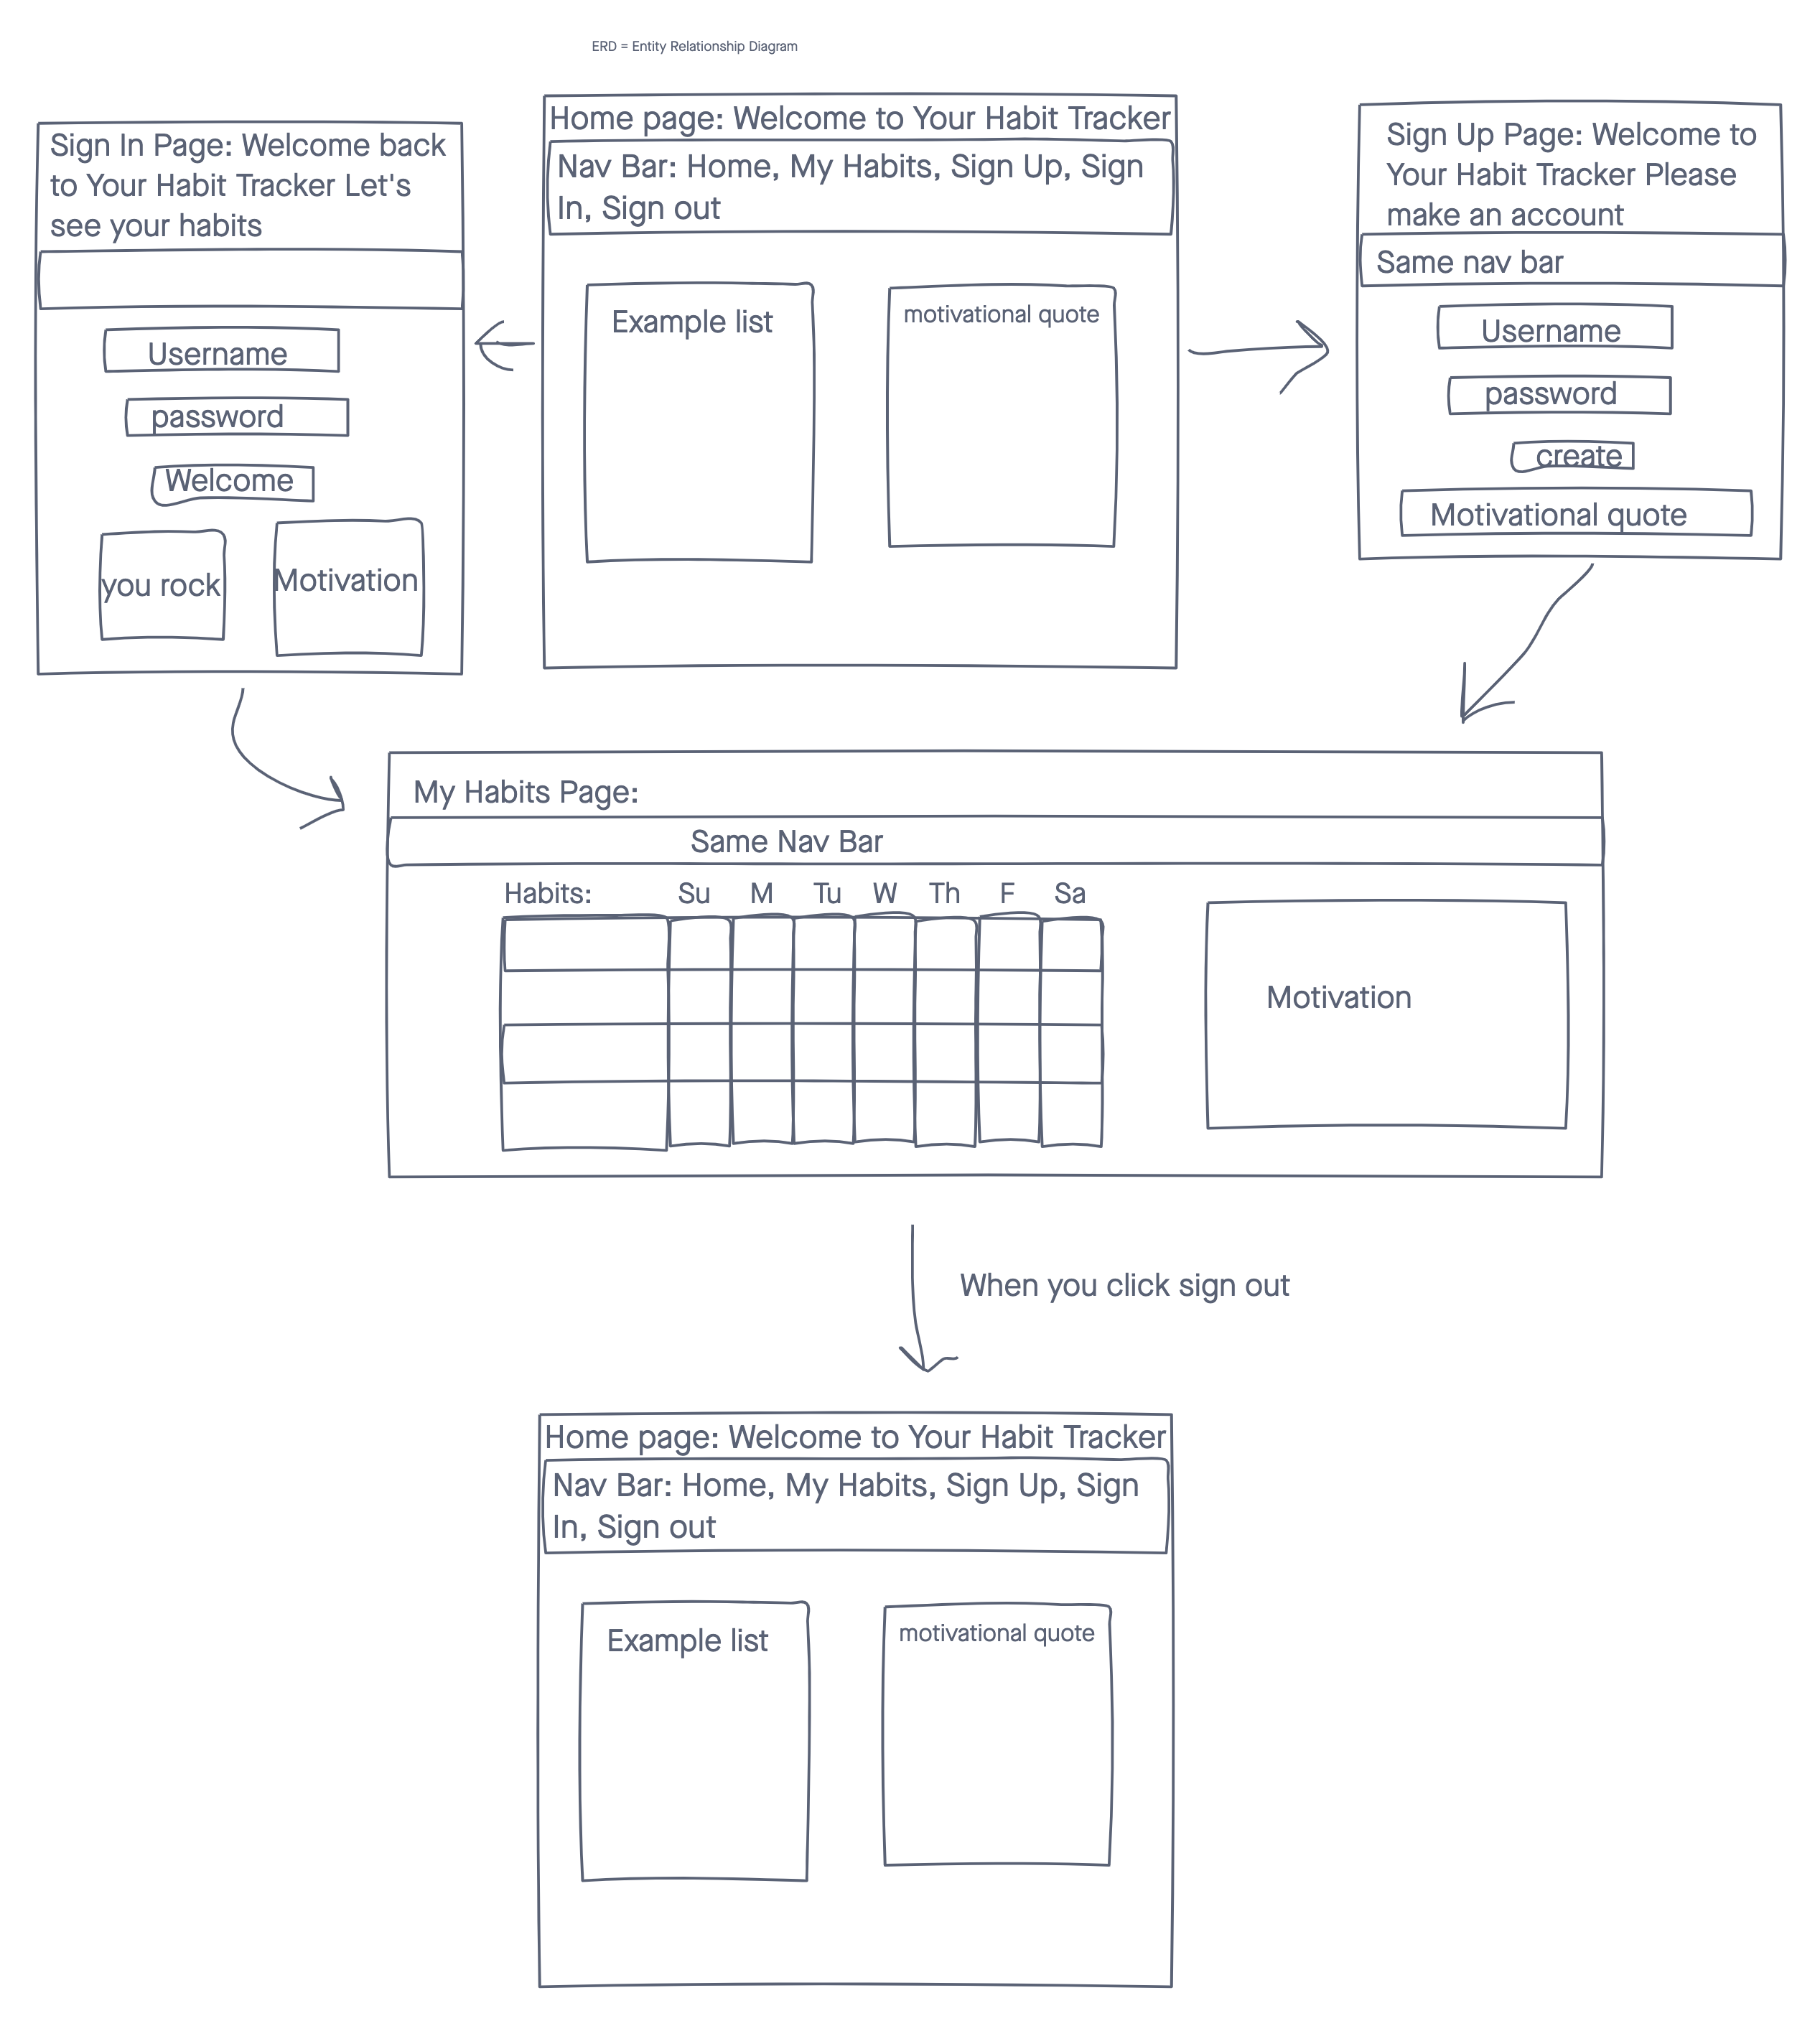 ERD = Entity Relationship Diagram
Sign In Page: Welcome back
to Your Habit Tracker Let's
see your habits
Username
password
Welcome
you rock
Motivation
Home page: Welcome to Your Habit Tracker
Nav Bar: Home, My Habits, Sign Up, Sign
In, Sign out
Example list
motivational quote
Sign Up Page: Welcome to
Your Habit Tracker Please
make an account
Same nav bar
Username
password
create
Motivational quote
My Habits Page:
Same Nav Bar
Habits: Su M Tu W Th F Sa
Motivation
When you click sign out
Home page: Welcome to Your Habit Tracker
Nav Bar: Home, My Habits, Sign Up, Sign
In, Sign out
Example list
motivational quote